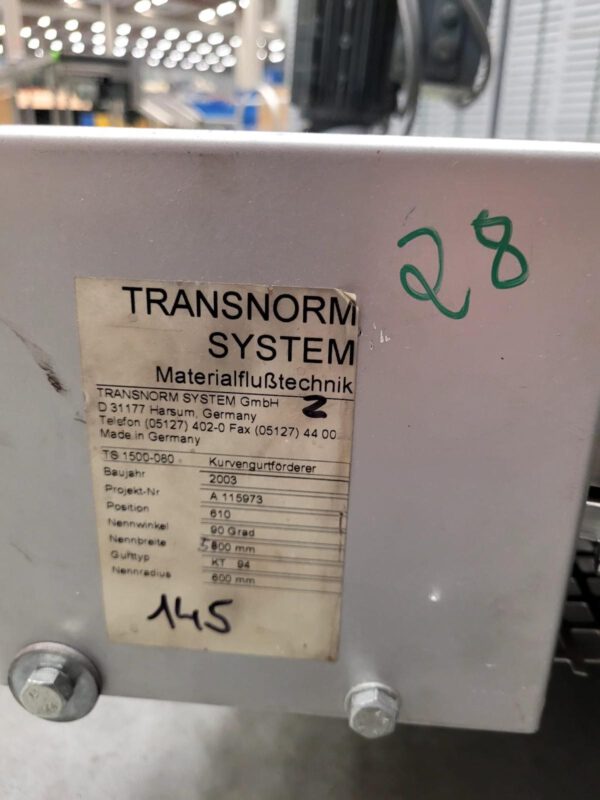 28
TRANSNORM
SYSTEM
Materialflußtechnik
TRANSNORM SYSTEM GmbH 2
D 31177 Harsum, Germany
Telefon (05127) 402-0 Fax (05127) 44 00
Made in Germany
TS 1500-080 Kurvengurtförderer
Baujahr 2003
Projekt-Nr A 115973
Position 610
Nennwinkel 90 Grad
Nennbreite 800 mm
Gurttyp KT 94
Nennradius 600 mm
145